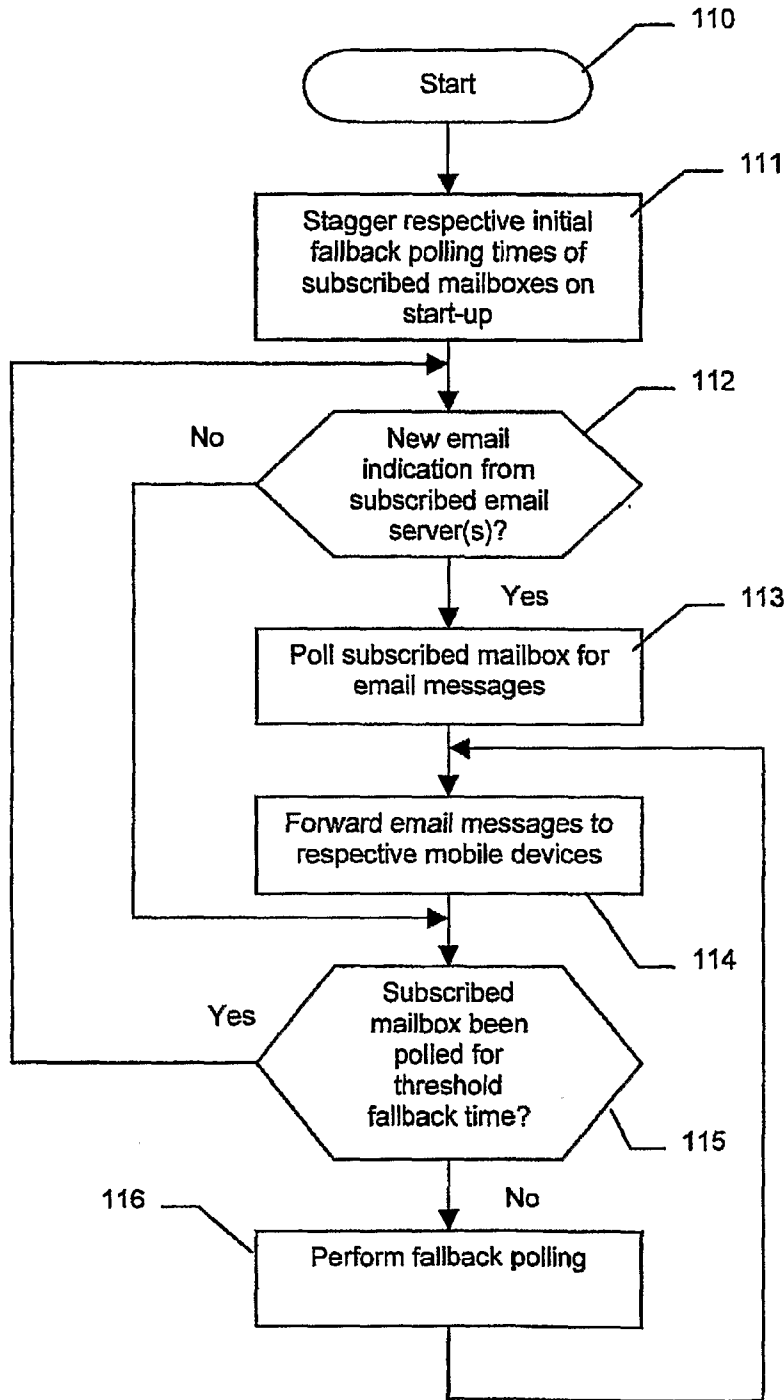 110
Start
111
Stagger respective initial
fallback polling times of
subscribed mailboxes on
start-up
112
No
New email
indication from
subscribed email
server(s)?
Yes
113
Poll subscribed mailbox for
email messages
Forward email messages to
respective mobile devices
114
Yes
Subscribed
mailbox been
polled for
threshold
fallback time?
115
116
No
Perform fallback polling